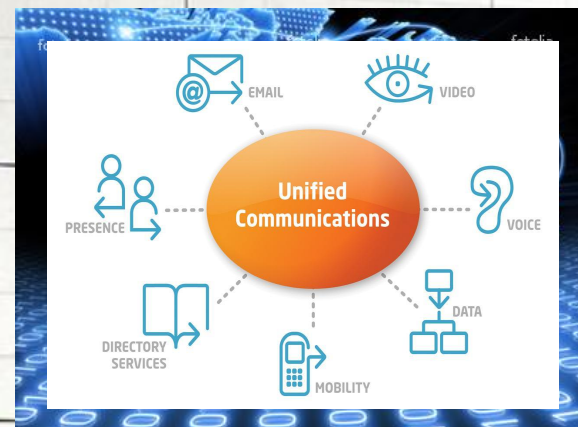 EMAIL
VIDEO
Unified
Communications
PRESENCE
VOICE
DATA
DIRECTORY
SERVICES
MOBILITY